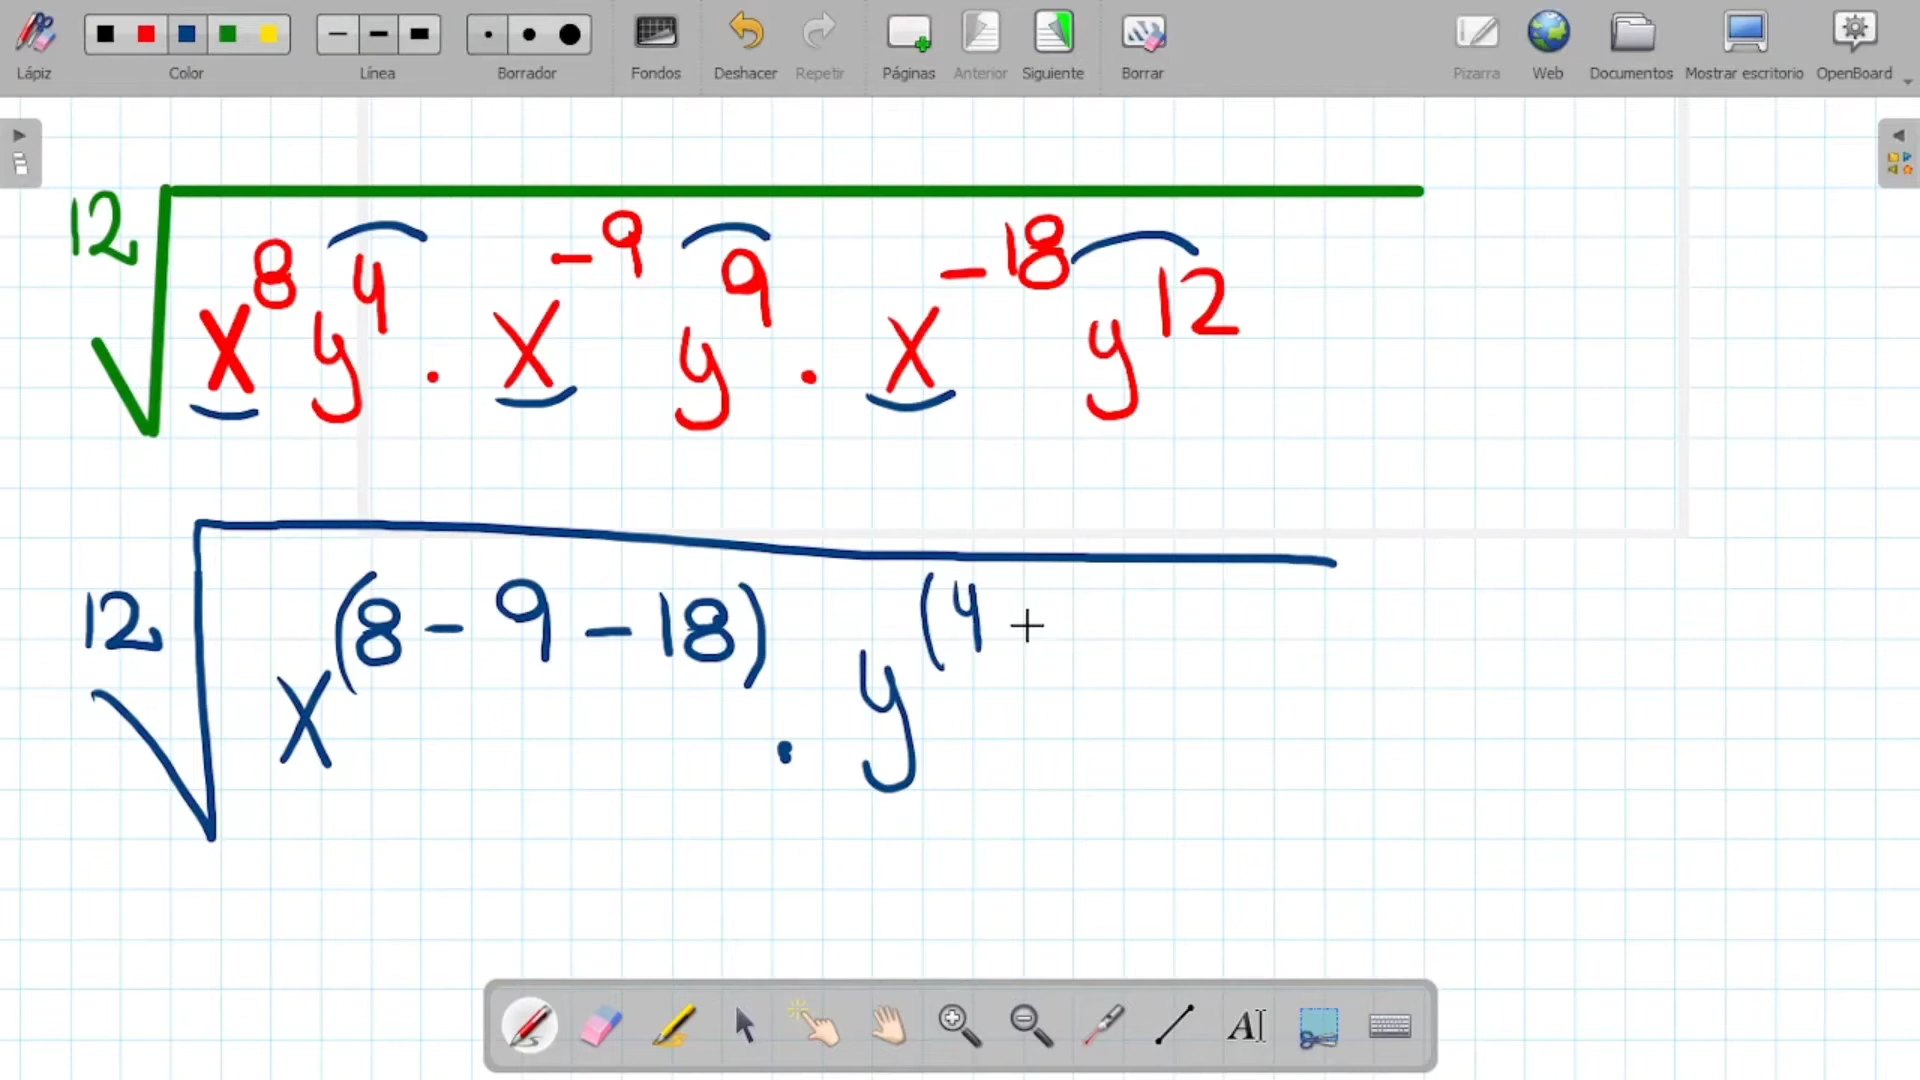 Lápiz Color Línea Borrador Fondos Deshacer Repetir Páginas Anterior Siguiente Borrar Pizarra Web Documentos Mostrar escritorio OpenBoard
12√ x^8 y^4 · x^-9 y^9 · x^-18 y^12
12√ x^(8-9-18) · y^(4